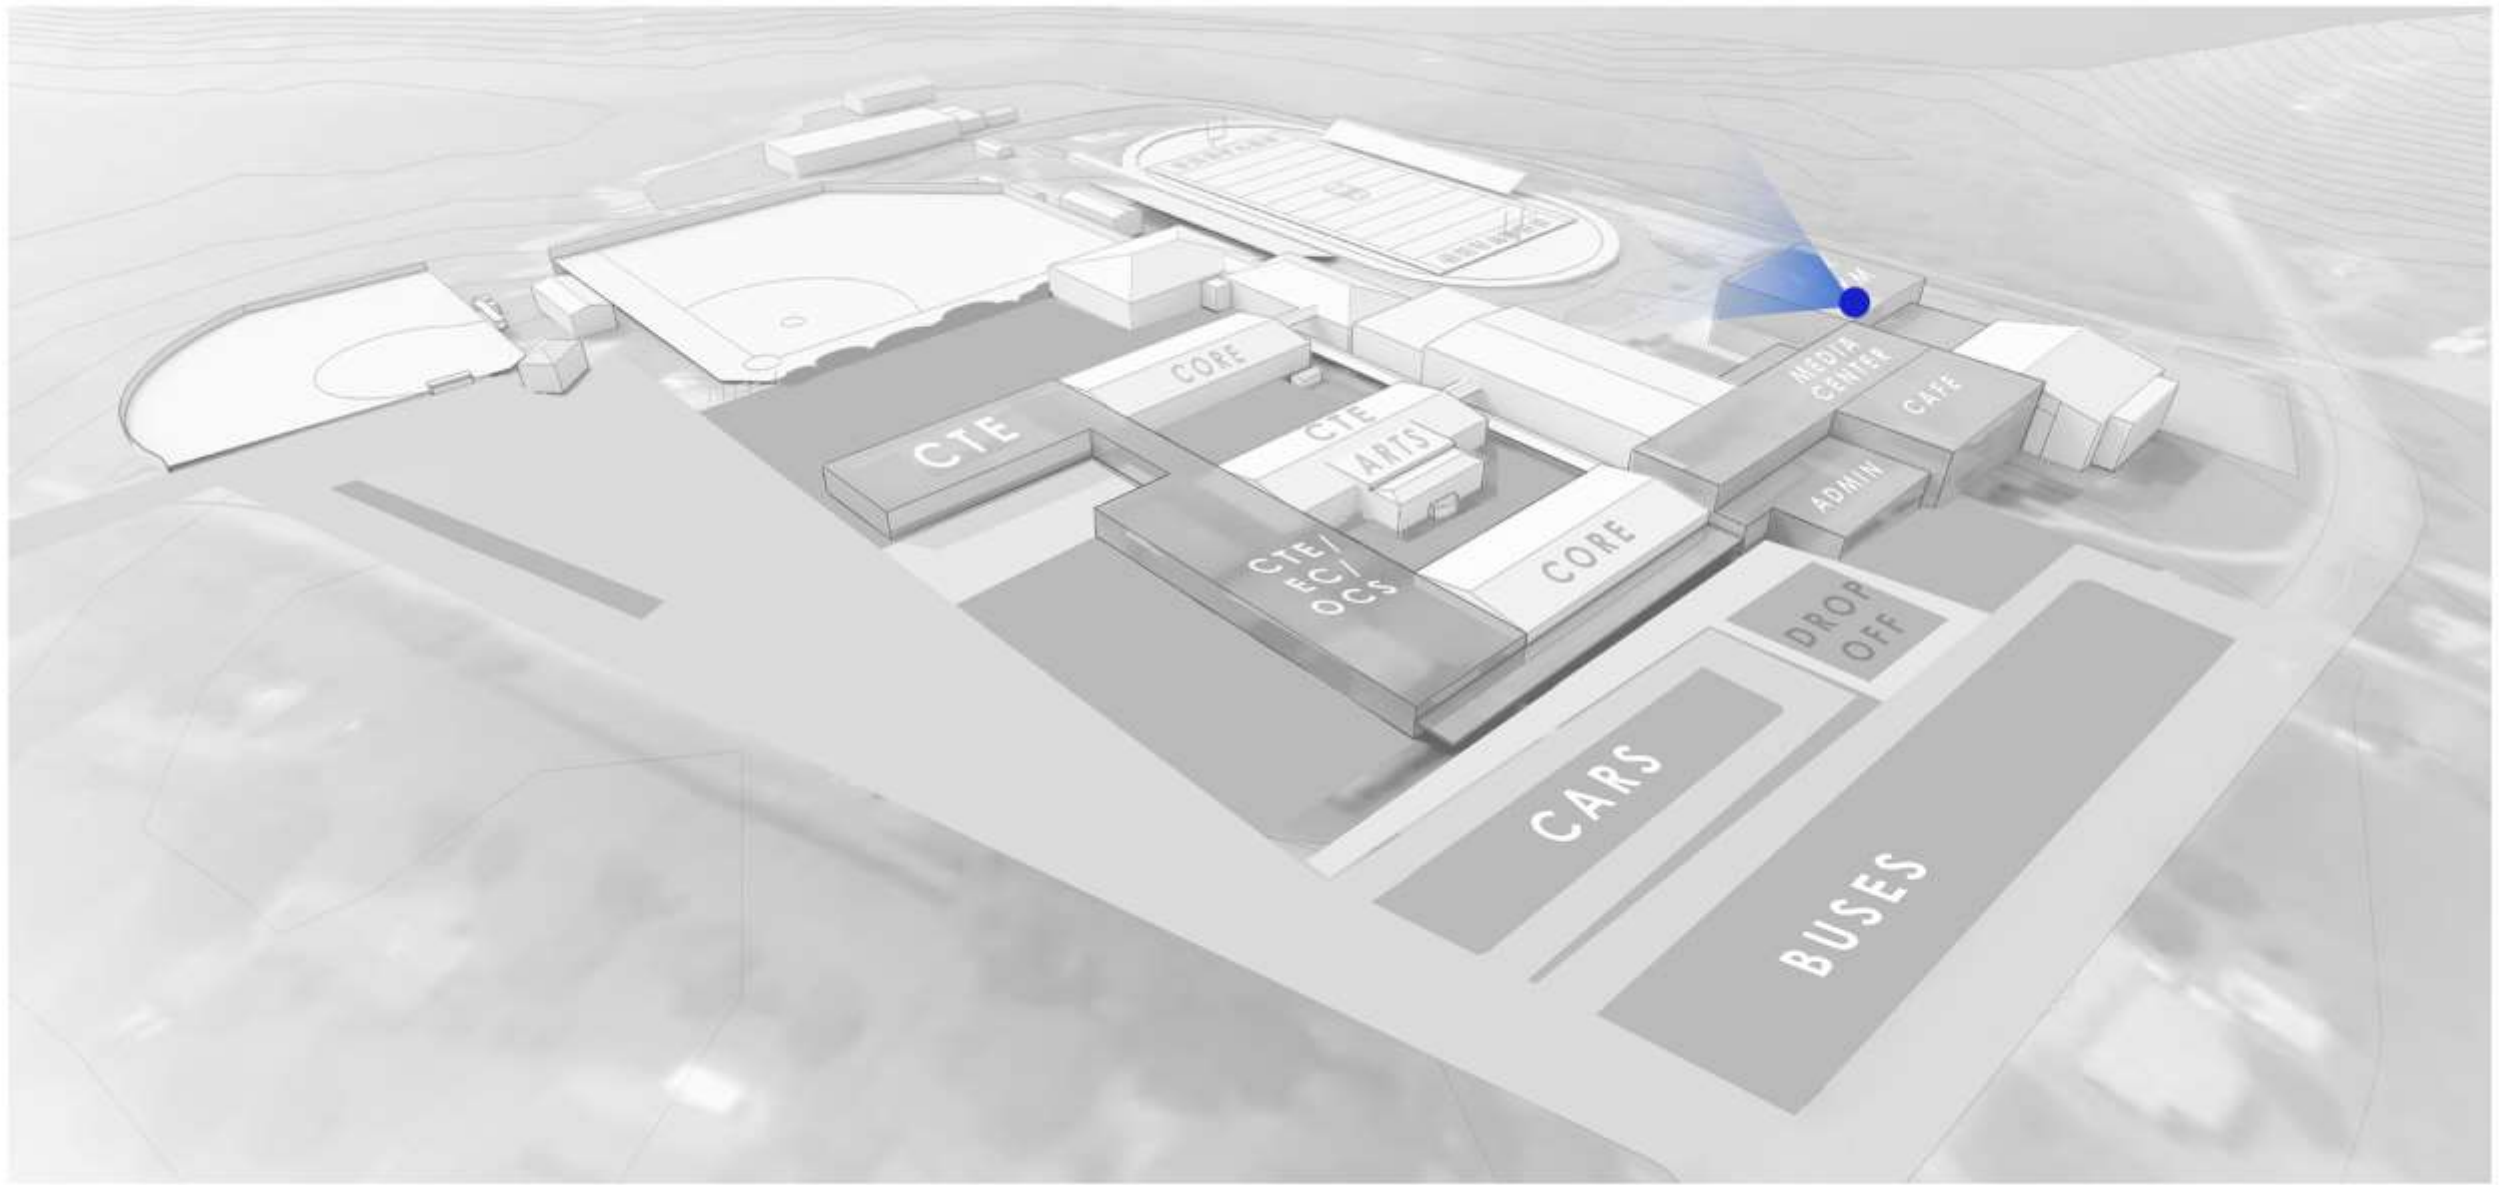 CORE
MEDIA
CENTER
CAFE
CTE
CTE
ARTS
ADMIN
CORE
CTE/
EC/
OCS
DROP
OFF
CARS
BUSES